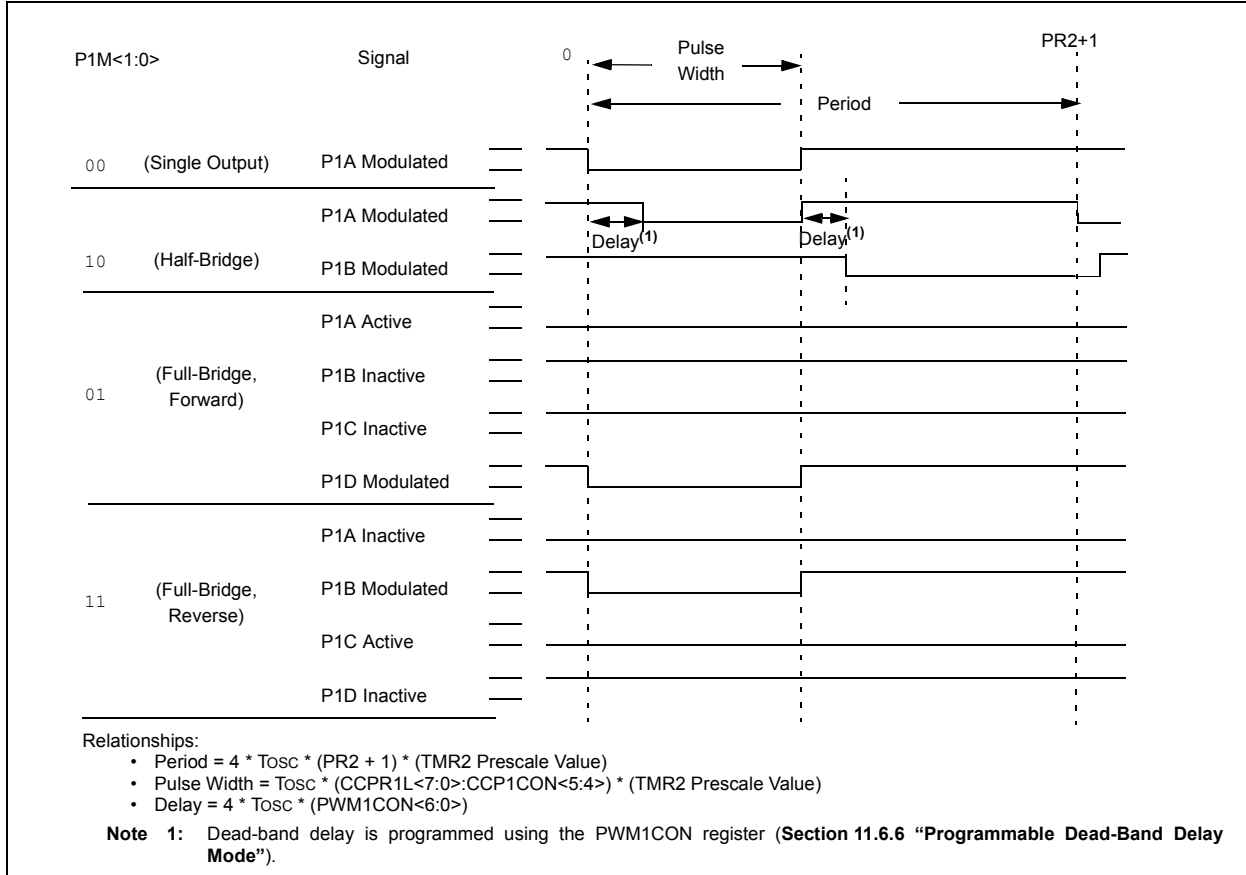 P1M<1:0> Signal 0 Pulse Width PR2+1
Period
00 (Single Output) P1A Modulated
P1A Modulated
Delay(1) Delay(1)
10 (Half-Bridge) P1B Modulated
P1A Active
01 (Full-Bridge, Forward) P1B Inactive
P1C Inactive
P1D Modulated
P1A Inactive
11 (Full-Bridge, Reverse) P1B Modulated
P1C Active
P1D Inactive
Relationships:
• Period = 4 * TOSC * (PR2 + 1) * (TMR2 Prescale Value)
• Pulse Width = TOSC * (CCPR1L<7:0>:CCP1CON<5:4>) * (TMR2 Prescale Value)
• Delay = 4 * TOSC * (PWM1CON<6:0>)
Note 1: Dead-band delay is programmed using the PWM1CON register (Section 11.6.6 “Programmable Dead-Band Delay
Mode”).